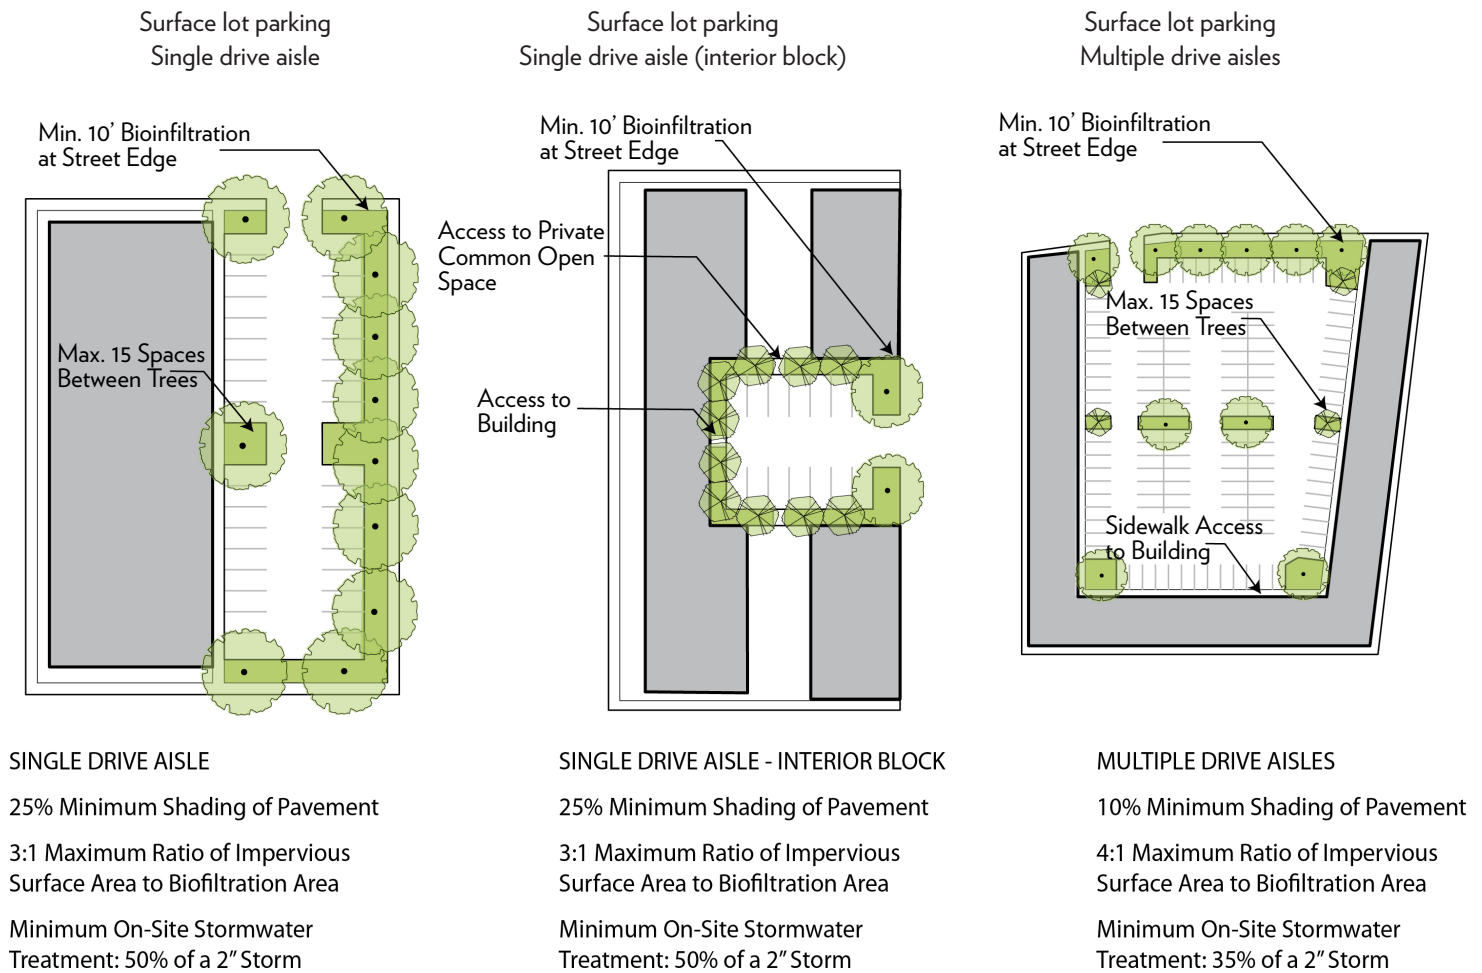 Surface lot parking
Single drive aisle
Min. 10’ Bioinfiltration
at Street Edge
Max. 15 Spaces
Between Trees
Surface lot parking
Single drive aisle (interior block)
Min. 10’ Bioinfiltration
at Street Edge
Access to Private
Common Open
Space
Access to
Building
Surface lot parking
Multiple drive aisles
Min. 10’ Bioinfiltration
at Street Edge
Max. 15 Spaces
Between Trees
Sidewalk Access
to Building
SINGLE DRIVE AISLE
25% Minimum Shading of Pavement
3:1 Maximum Ratio of Impervious
Surface Area to Biofiltration Area
Minimum On-Site Stormwater
Treatment: 50% of a 2” Storm
SINGLE DRIVE AISLE - INTERIOR BLOCK
25% Minimum Shading of Pavement
3:1 Maximum Ratio of Impervious
Surface Area to Biofiltration Area
Minimum On-Site Stormwater
Treatment: 50% of a 2” Storm
MULTIPLE DRIVE AISLES
10% Minimum Shading of Pavement
4:1 Maximum Ratio of Impervious
Surface Area to Biofiltration Area
Minimum On-Site Stormwater
Treatment: 35% of a 2” Storm